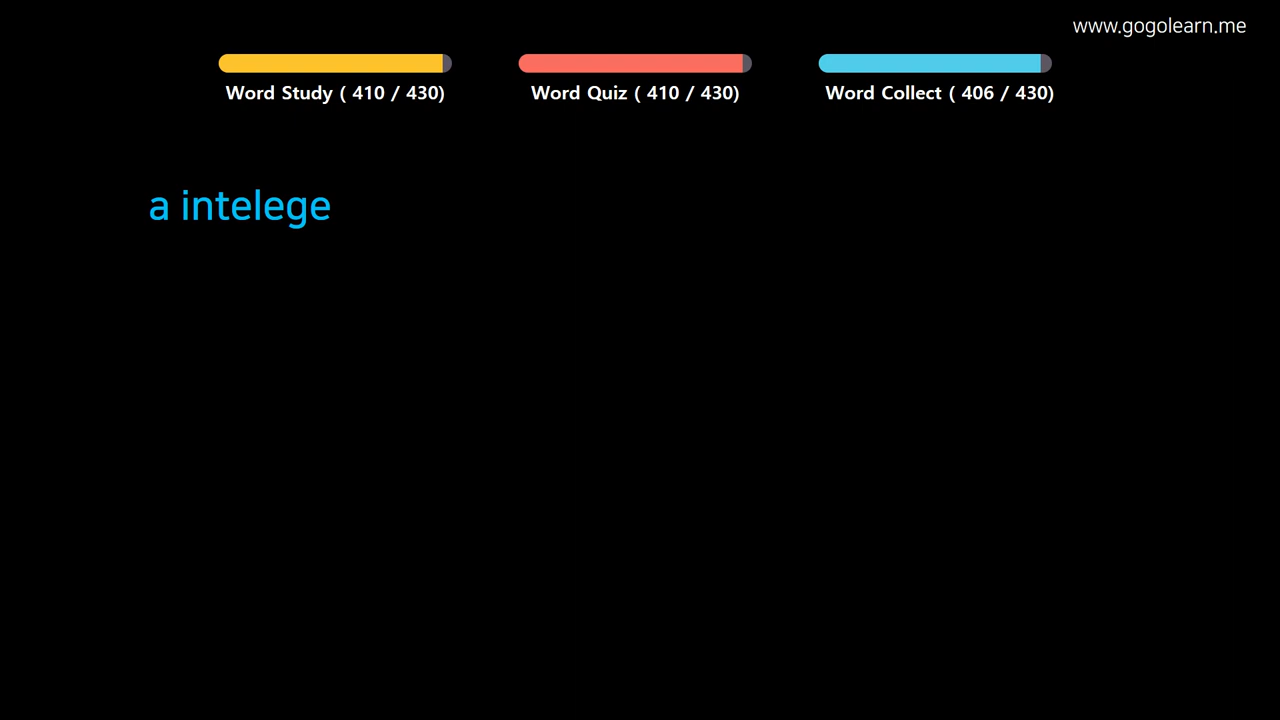 www.gogolearn.me
Word Study ( 410 / 430)
Word Quiz ( 410 / 430)
Word Collect ( 406 / 430)
a intelege